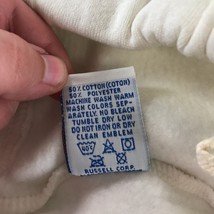 50% COTTON(COTON)
50% POLYESTER
MACHINE WASH WARM
WASH COLORS SEP-
ARATELY. NO BLEACH
TUMBLE DRY LOW
DO NOT IRON OR DRY
CLEAN EMBLEM
RUSSELL CORP.